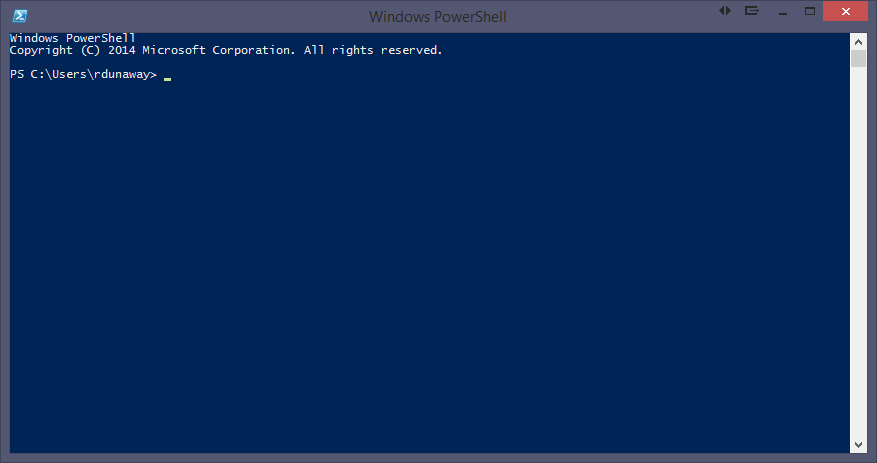 Windows PowerShell
Windows PowerShell
Copyright (C) 2014 Microsoft Corporation. All rights reserved.
PS C:\Users\rdunaway>